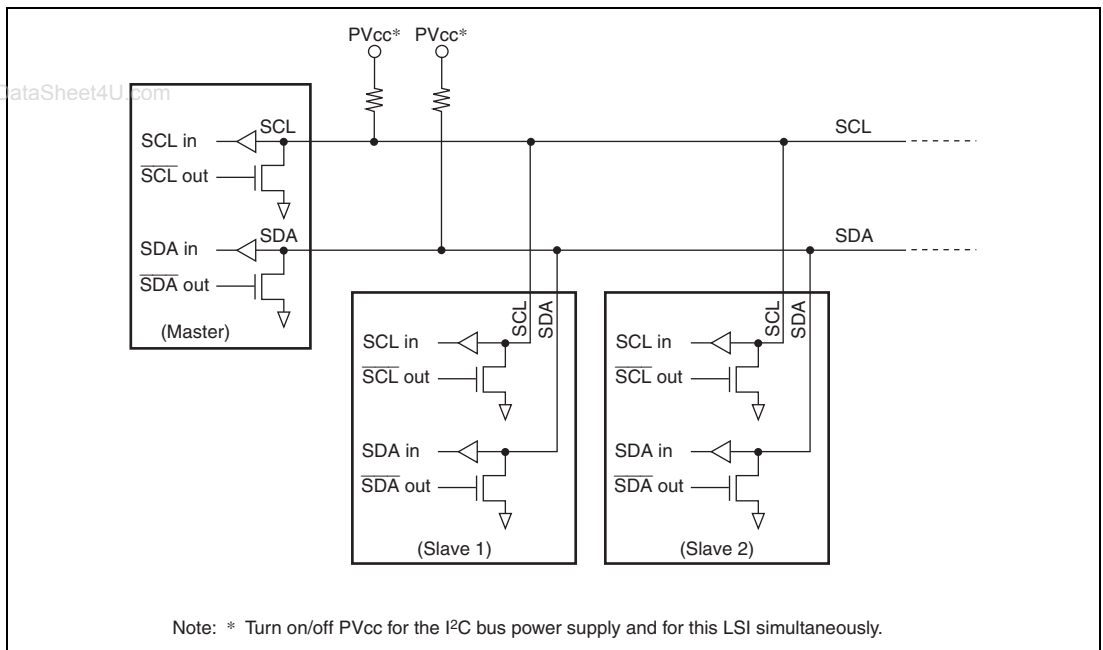 PVcc* PVcc*
DataSheet4U.com
SCL in
SCL
SCL
SCL out
SDA in
SDA
SDA
SDA out
(Master)
SCL
SDA
SCL
SDA
SCL in
SCL in
SCL out
SCL out
SDA in
SDA in
SDA out
SDA out
(Slave 1)
(Slave 2)
Note: * Turn on/off PVcc for the I²C bus power supply and for this LSI simultaneously.